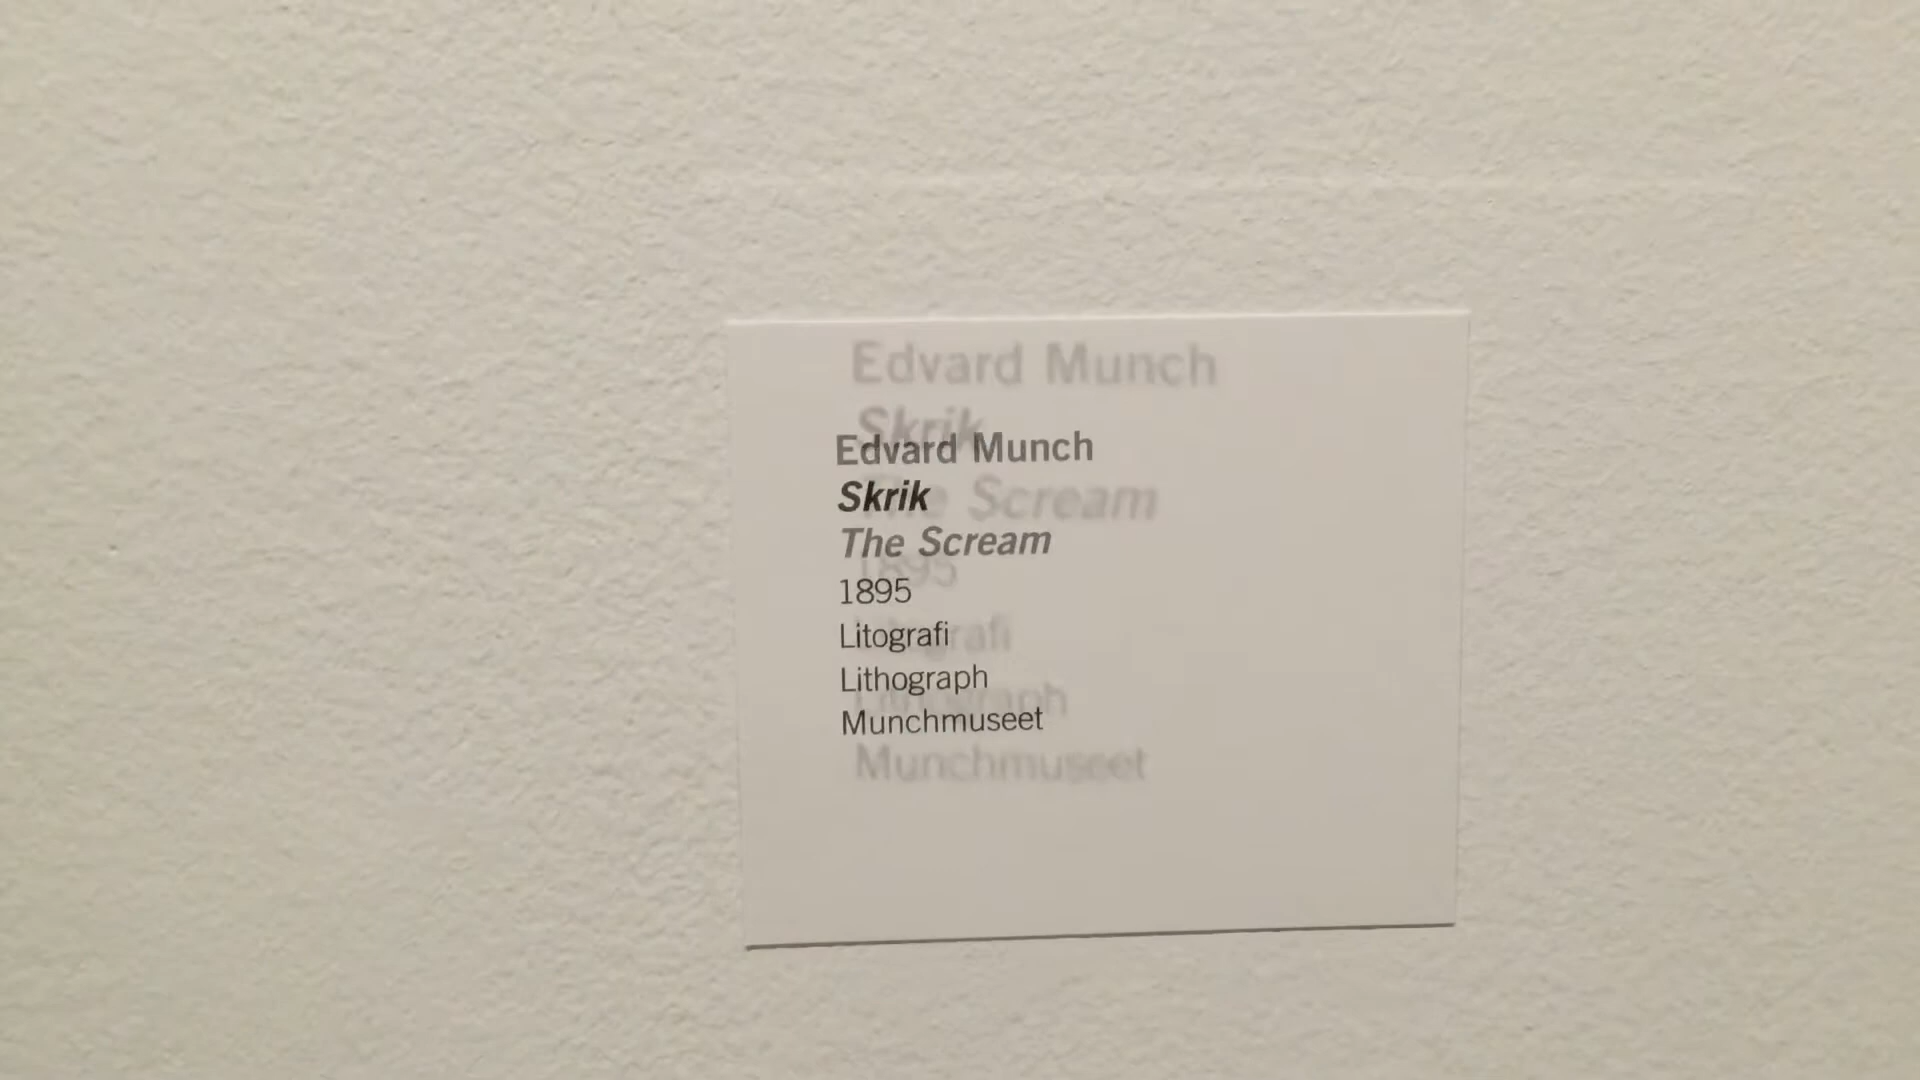 Edvard Munch
Skrik
The Scream
1895
Litografi
Lithograph
Munchmuseet